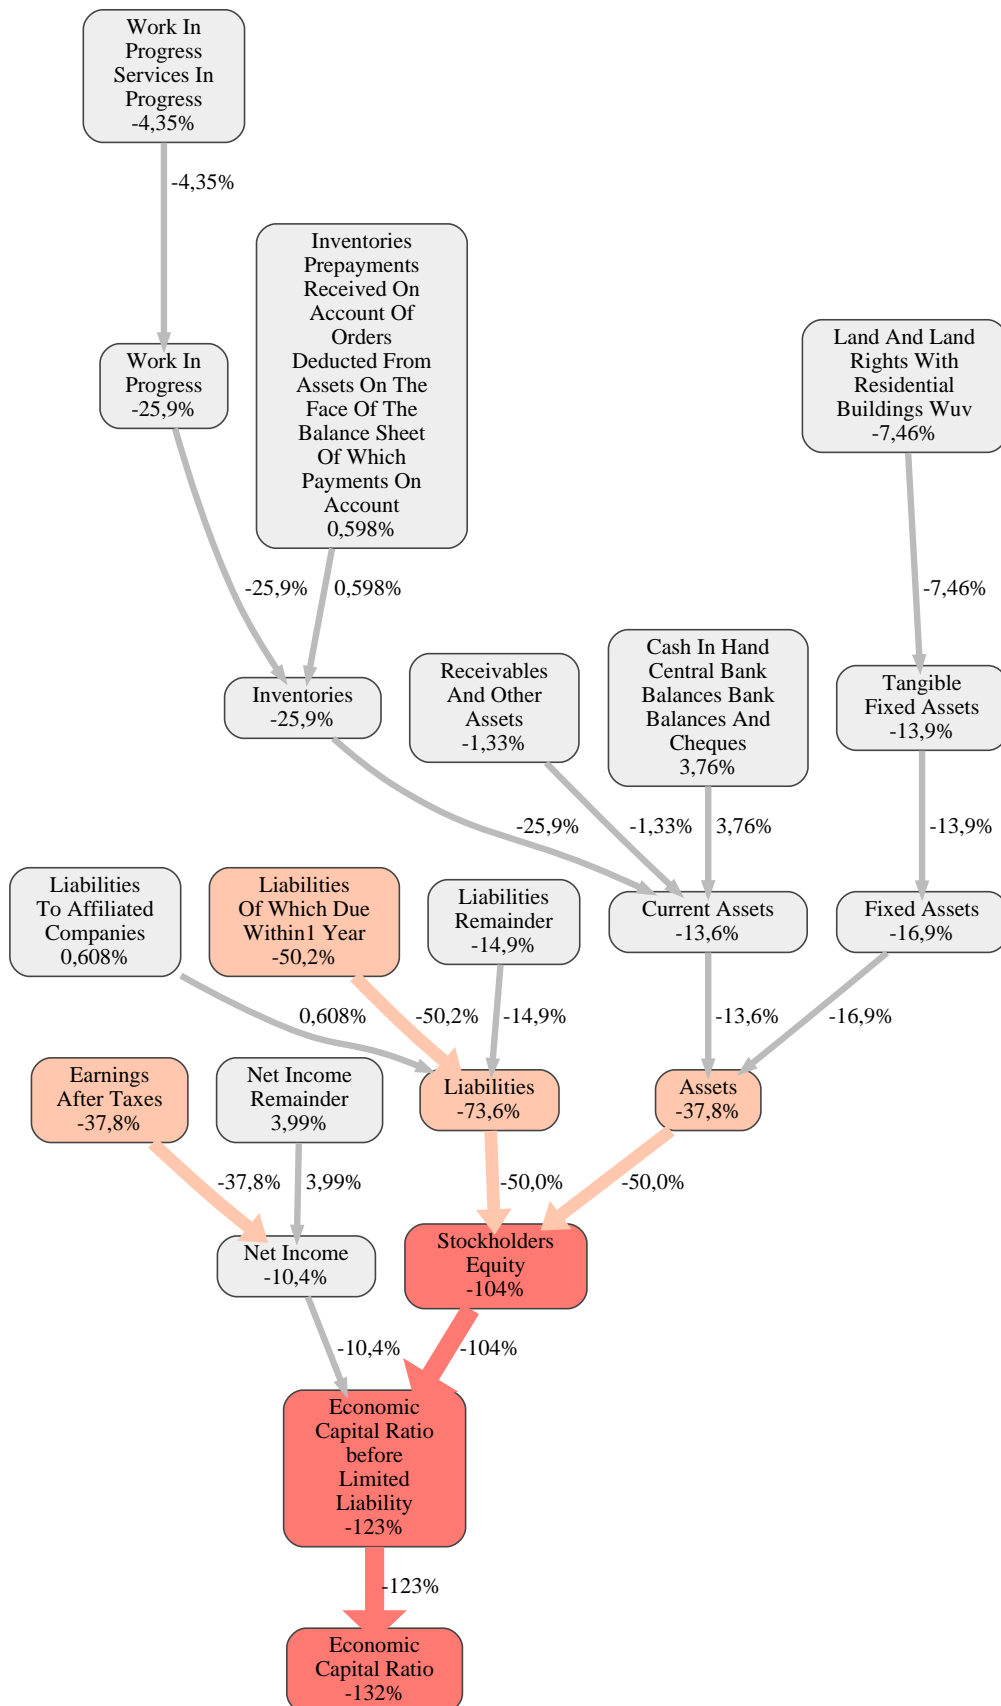 Work In
Progress
Services In
Progress
-4,35%
-4,35%
Inventories
Prepayments
Received On
Account Of
Orders
Deducted From
Assets On The
Face Of The
Balance Sheet
Of Which
Payments On
Account
0,598%
Work In
Progress
-25,9%
Land And Land
Rights With
Residential
Buildings Wuv
-7,46%
-25,9%
0,598%
-7,46%
Inventories
-25,9%
Receivables
And Other
Assets
-1,33%
Cash In Hand
Central Bank
Balances Bank
Balances And
Cheques
3,76%
Tangible
Fixed Assets
-13,9%
-25,9%
-1,33%
3,76%
-13,9%
Liabilities
To Affiliated
Companies
0,608%
Liabilities
Of Which Due
Within1 Year
-50,2%
Liabilities
Remainder
-14,9%
Current Assets
-13,6%
Fixed Assets
-16,9%
0,608%
-50,2%
-14,9%
-13,6%
-16,9%
Earnings
After Taxes
-37,8%
Net Income
Remainder
3,99%
Liabilities
-73,6%
Assets
-37,8%
-37,8%
3,99%
-50,0%
-50,0%
Net Income
-10,4%
Stockholders
Equity
-104%
-10,4%
-104%
Economic
Capital Ratio
before
Limited
Liability
-123%
-123%
Economic
Capital Ratio
-132%